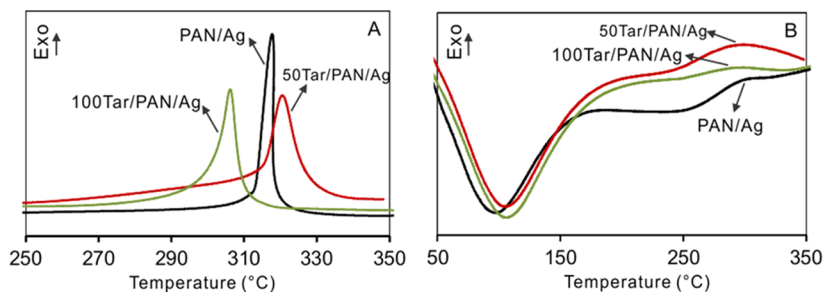 Exo→
A
PAN/Ag
50Tar/PAN/Ag
100Tar/PAN/Ag
250 270 290 310 330 350
Temperature (°C)
Exo→
B
50Tar/PAN/Ag
100Tar/PAN/Ag
PAN/Ag
50 150 250 350
Temperature (°C)